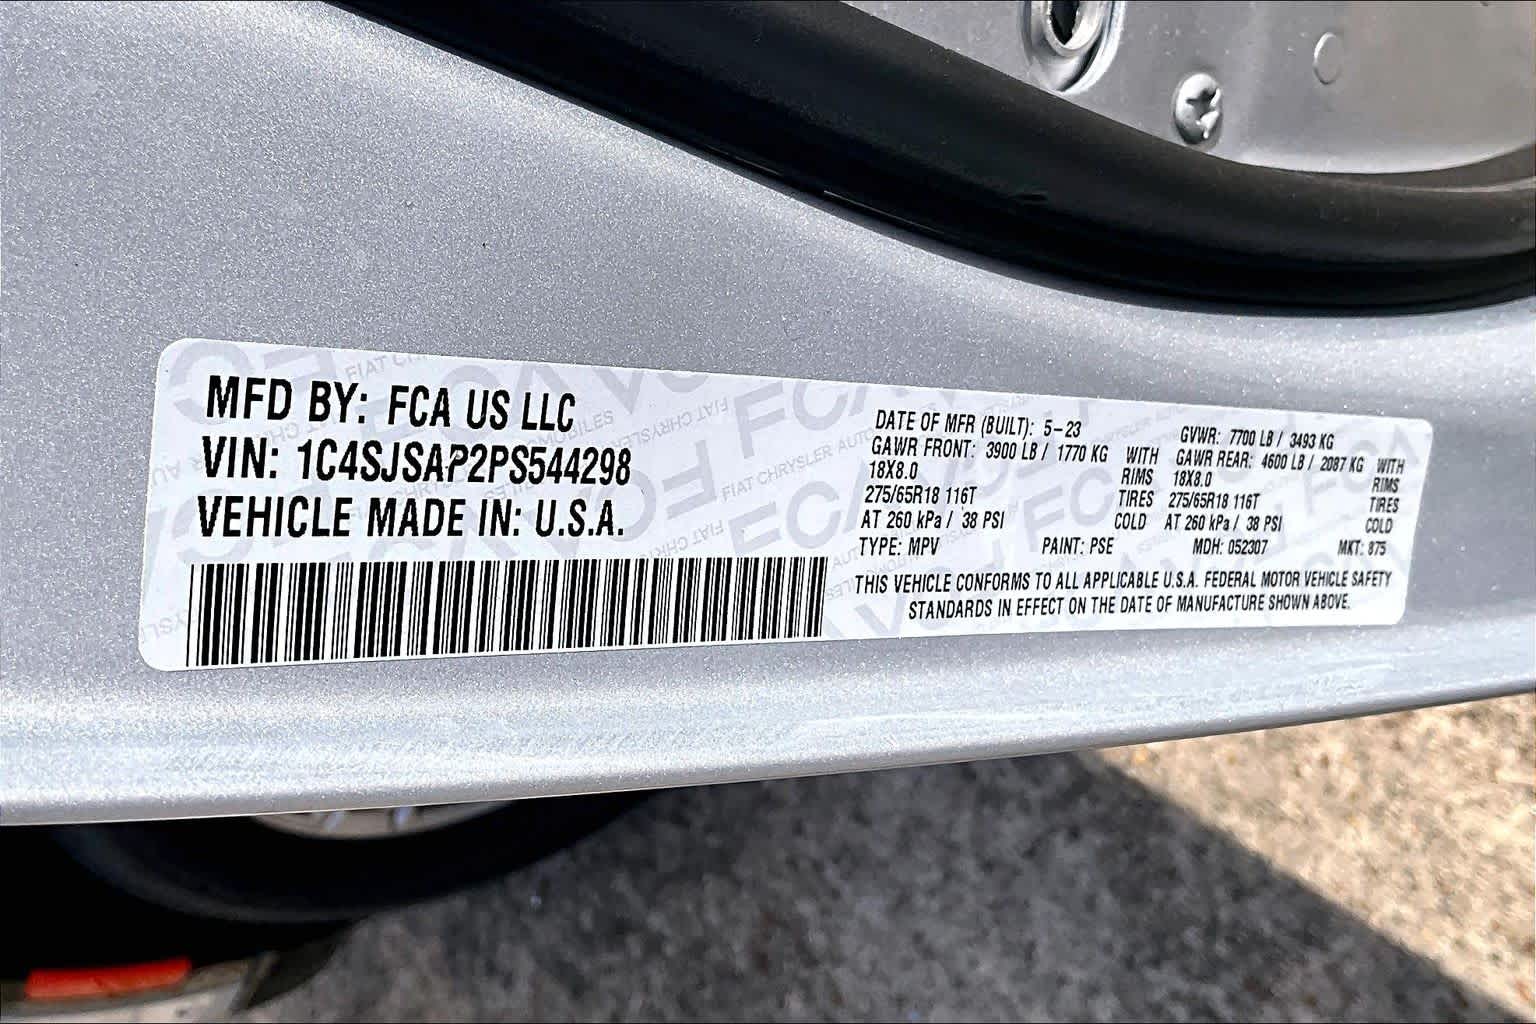 MFD BY: FCA US LLC
VIN: 1C4SJSAP2PS544298
VEHICLE MADE IN: U.S.A.
DATE OF MFR (BUILT): 5-23 GVWR: 7700 LB / 3493 KG
GAWR FRONT: 3900 LB / 1770 KG WITH GAWR REAR: 4600 LB / 2087 KG WITH
18X8.0 RIMS 18X8.0 RIMS
275/65R18 116T TIRES 275/65R18 116T TIRES
AT 260 kPa / 38 PSI COLD AT 260 kPa / 38 PSI COLD
TYPE: MPV PAINT: PSE MDH: 052307 MKT: 875
THIS VEHICLE CONFORMS TO ALL APPLICABLE U.S.A. FEDERAL MOTOR VEHICLE SAFETY
STANDARDS IN EFFECT ON THE DATE OF MANUFACTURE SHOWN ABOVE.